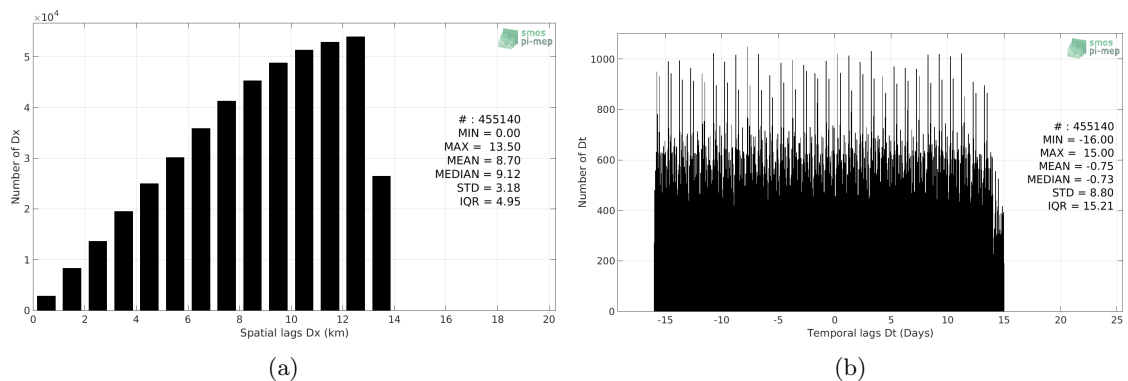 ×10⁴
5
4
3
2
1
0
Number of Dx
0 2 4 6 8 10 12 14 16 18 20
Spatial lags Dx (km)
smos
pi-mep
# : 455140
MIN = 0.00
MAX = 13.50
MEAN = 8.70
MEDIAN = 9.12
STD = 3.18
IQR = 4.95
(a)
1000
800
600
400
200
0
Number of Dt
-15 -10 -5 0 5 10 15 20 25
Temporal lags Dt (Days)
smos
pi-mep
# : 455140
MIN = -16.00
MAX = 15.00
MEAN = -0.75
MEDIAN = -0.73
STD = 8.80
IQR = 15.21
(b)